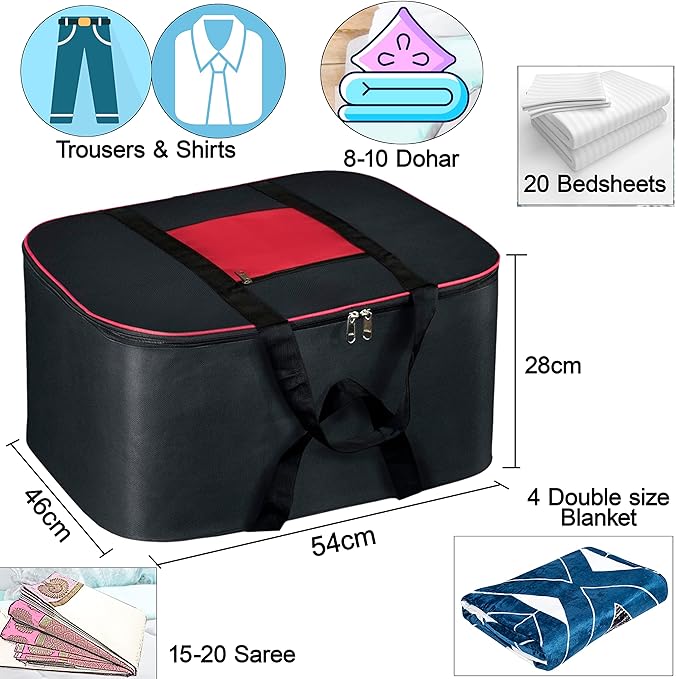 Trousers & Shirts
8-10 Dohar
20 Bedsheets
28cm
46cm
54cm
4 Double size
Blanket
15-20 Saree